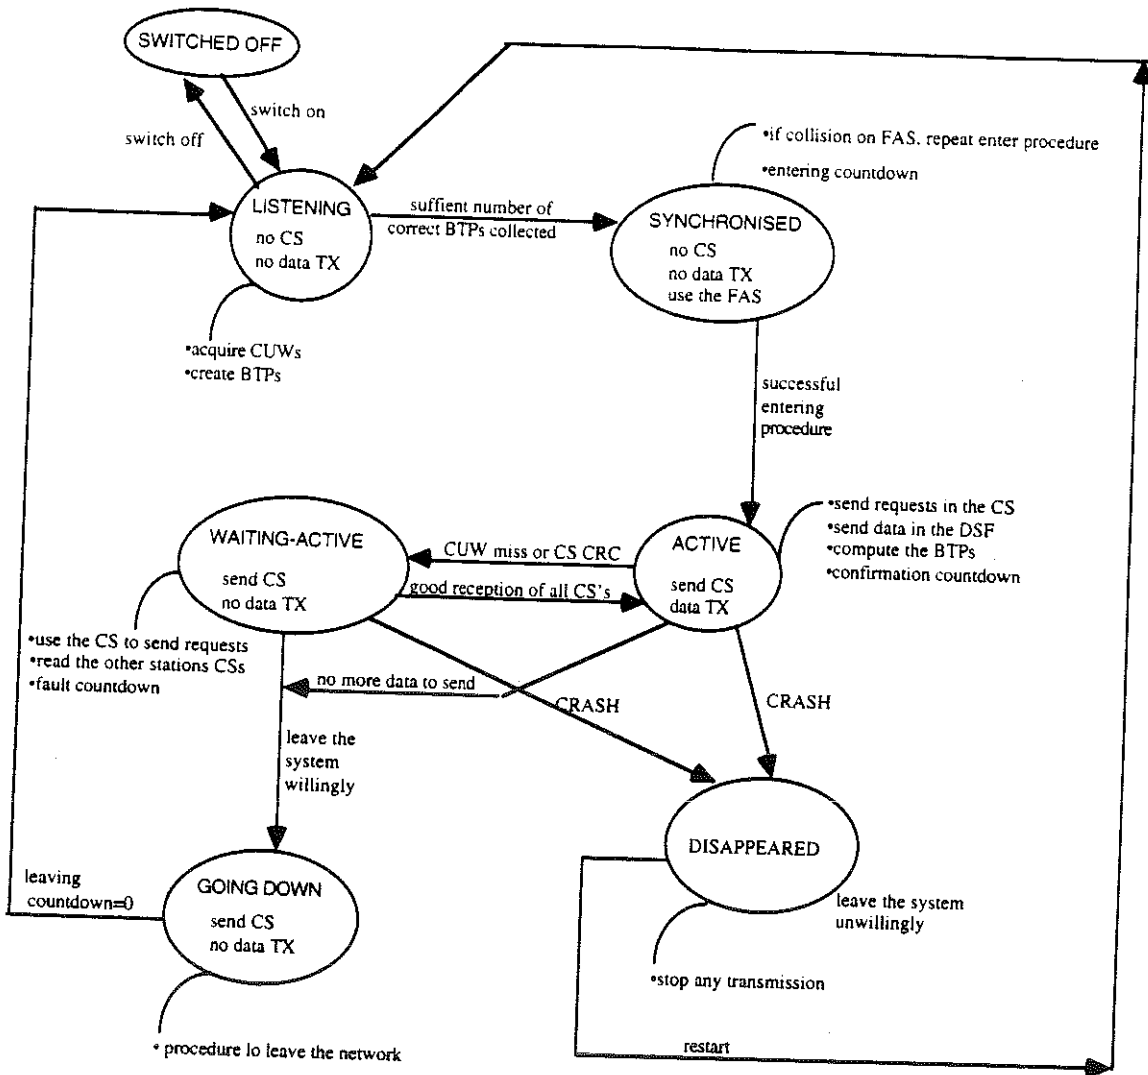 SWITCHED OFF
switch on
switch off
•if collision on FAS, repeat enter procedure
•entering countdown
LISTENING
no CS
no data TX
suffient number of
correct BTPs collected
SYNCHRONISED
no CS
no data TX
use the FAS
•acquire CUWs
•create BTPs
successful
entering
procedure
WAITING-ACTIVE
send CS
no data TX
CUW miss or CS CRC
good reception of all CS's
ACTIVE
send CS
data TX
•send requests in the CS
•send data in the DSF
•compute the BTPs
•confirmation countdown
•use the CS to send requests
•read the other stations CSs
•fault countdown
no more data to send
CRASH
CRASH
leave the
system
willingly
DISAPPEARED
leave the system
unwillingly
leaving
countdown=0
GOING DOWN
send CS
no data TX
•stop any transmission
• procedure lo leave the network
restart